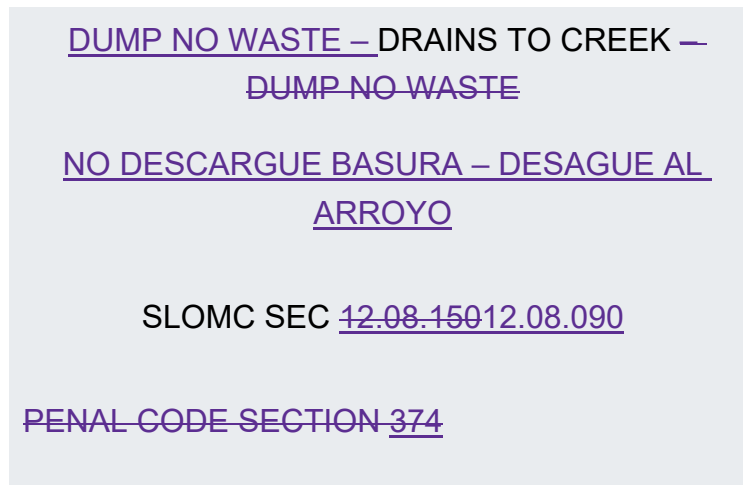 DUMP NO WASTE – DRAINS TO CREEK –
DUMP NO WASTE
NO DESCARGUE BASURA – DESAGUE AL
ARROYO
SLOMC SEC 12.08.15012.08.090
PENAL CODE SECTION 374